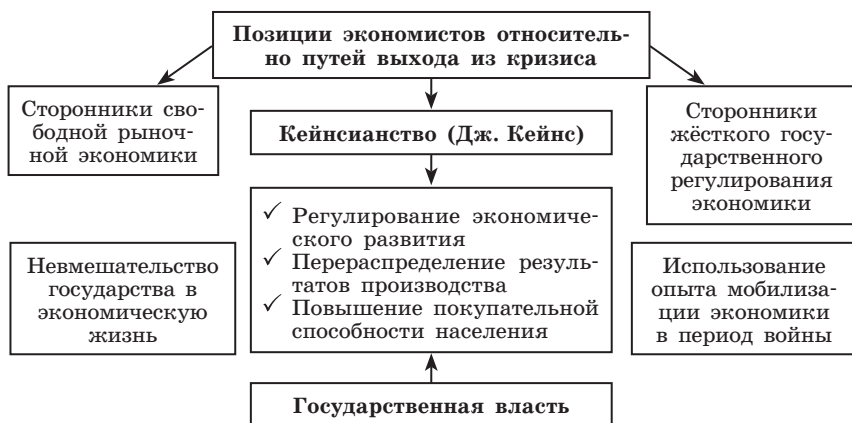 Позиции экономистов относитель-
но путей выхода из кризиса
Сторонники сво-
бодной рыноч-
ной экономики
Кейнсианство (Дж. Кейнс)
Сторонники
жёсткого госу-
дарственного
регулирования
экономики
Невмешательство
государства в
экономическую
жизнь
✓ Регулирование экономиче-
ского развития
✓ Перераспределение резуль-
татов производства
✓ Повышение покупательной
способности населения
Использование
опыта мобилиза-
ции экономики
в период войны
Государственная власть